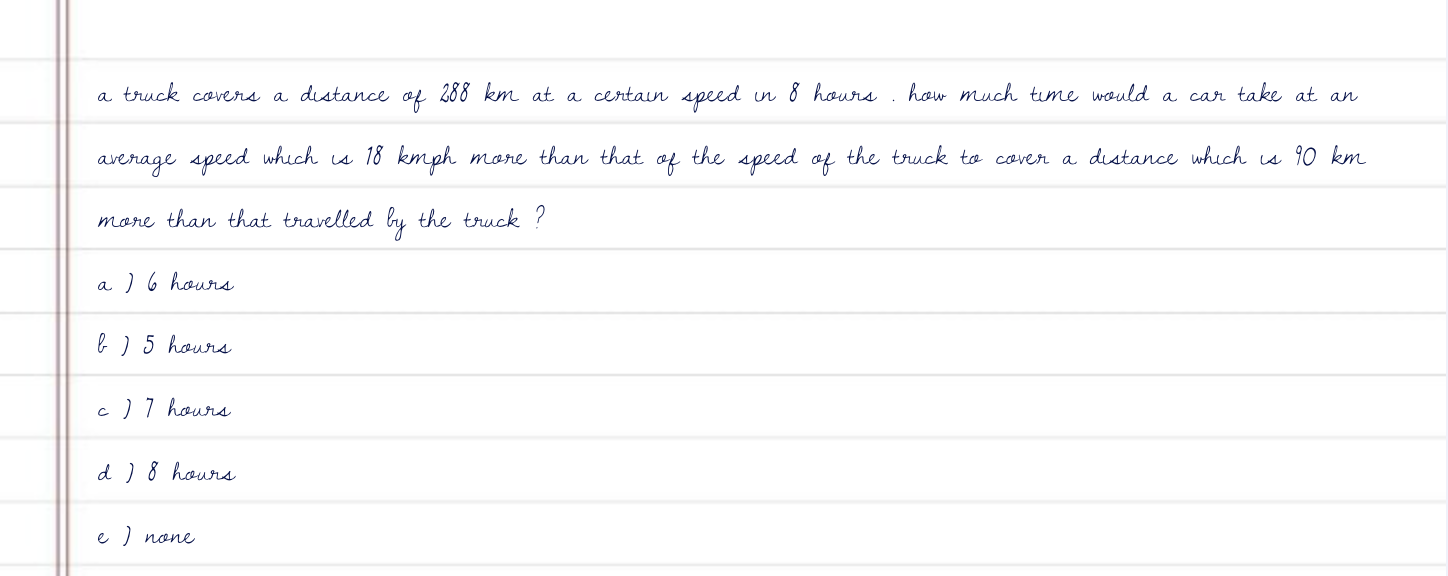 a truck covers a distance of 288 km at a certain speed in 8 hours . how much time would a car take at an
average speed which is 18 kmph more than that of the speed of the truck to cover a distance which is 90 km
more than that travelled by the truck ?
a ) 6 hours
b ) 5 hours
c ) 7 hours
d ) 8 hours
e ) none